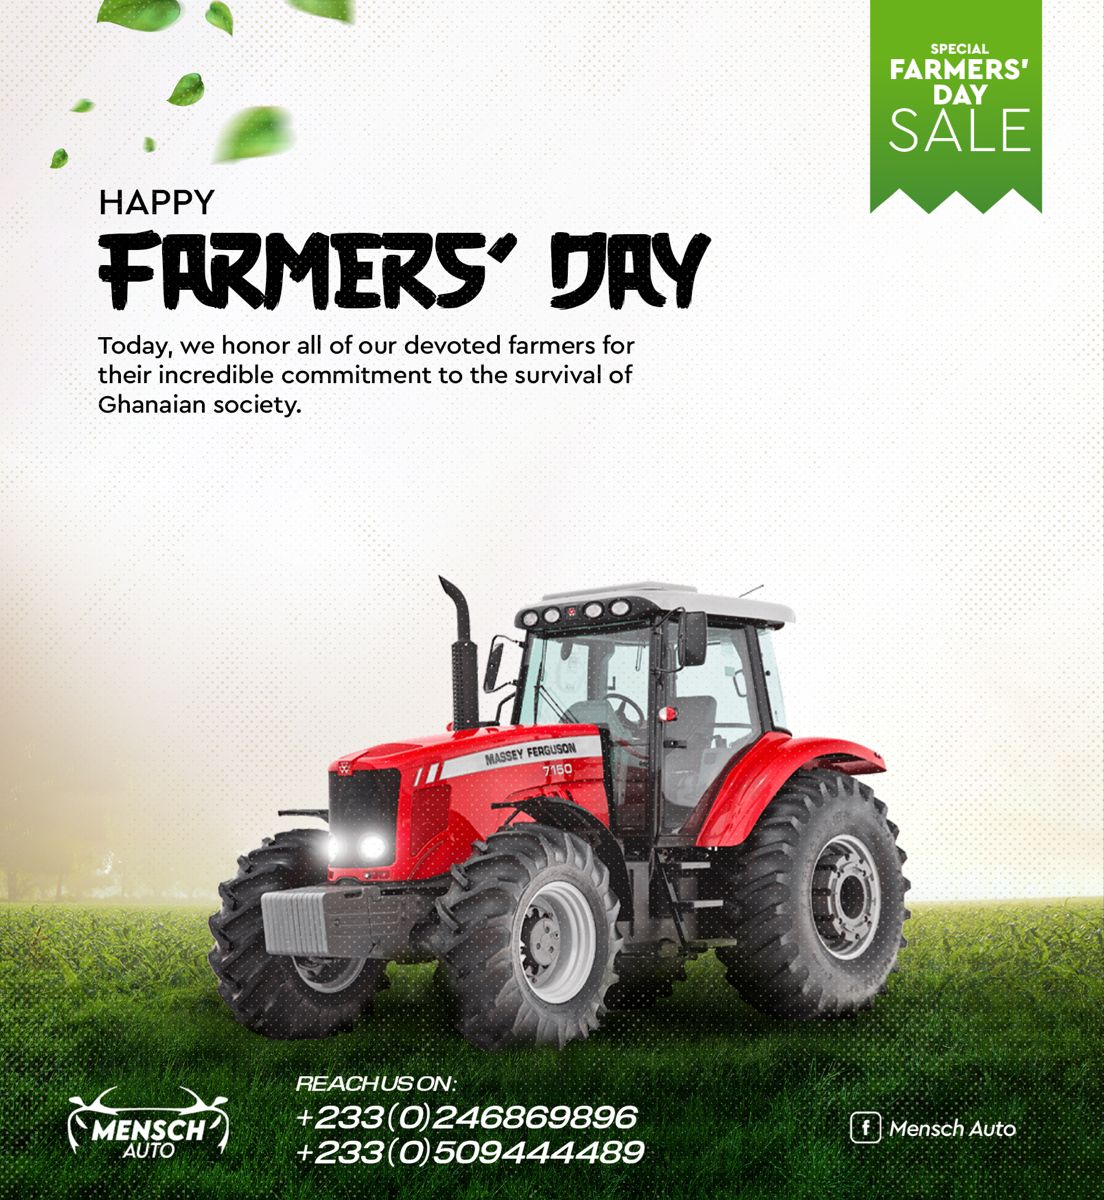 SPECIAL
FARMERS'
DAY
SALE
HAPPY
FARMERS' DAY
Today, we honor all of our devoted farmers for
their incredible commitment to the survival of
Ghanaian society.
MASSEY FERGUSON
7150
REACH US ON:
+233(0)246869896
+233(0)509444489
MENSCH
AUTO
f Mensch Auto